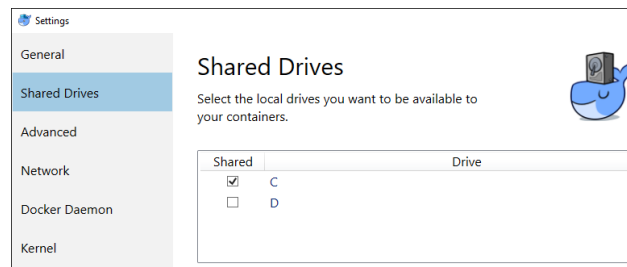 Settings
General
Shared Drives
Advanced
Network
Docker Daemon
Kernel
Shared Drives
Select the local drives you want to be available to
your containers.
Shared Drive
C
D